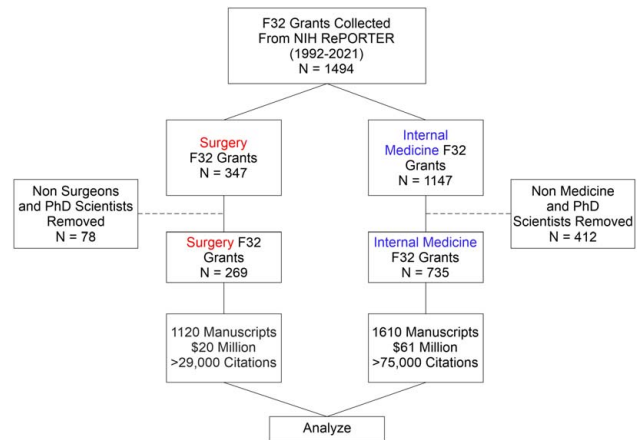 F32 Grants Collected
From NIH RePORTER
(1992-2021)
N = 1494
Surgery
F32 Grants
N = 347
Internal
Medicine F32
Grants
N = 1147
Non Surgeons
and PhD Scientists
Removed
N = 78
Non Medicine
and PhD
Scientists Removed
N = 412
Surgery F32
Grants
N = 269
Internal Medicine
F32 Grants
N = 735
1120 Manuscripts
$20 Million
>29,000 Citations
1610 Manuscripts
$61 Million
>75,000 Citations
Analyze